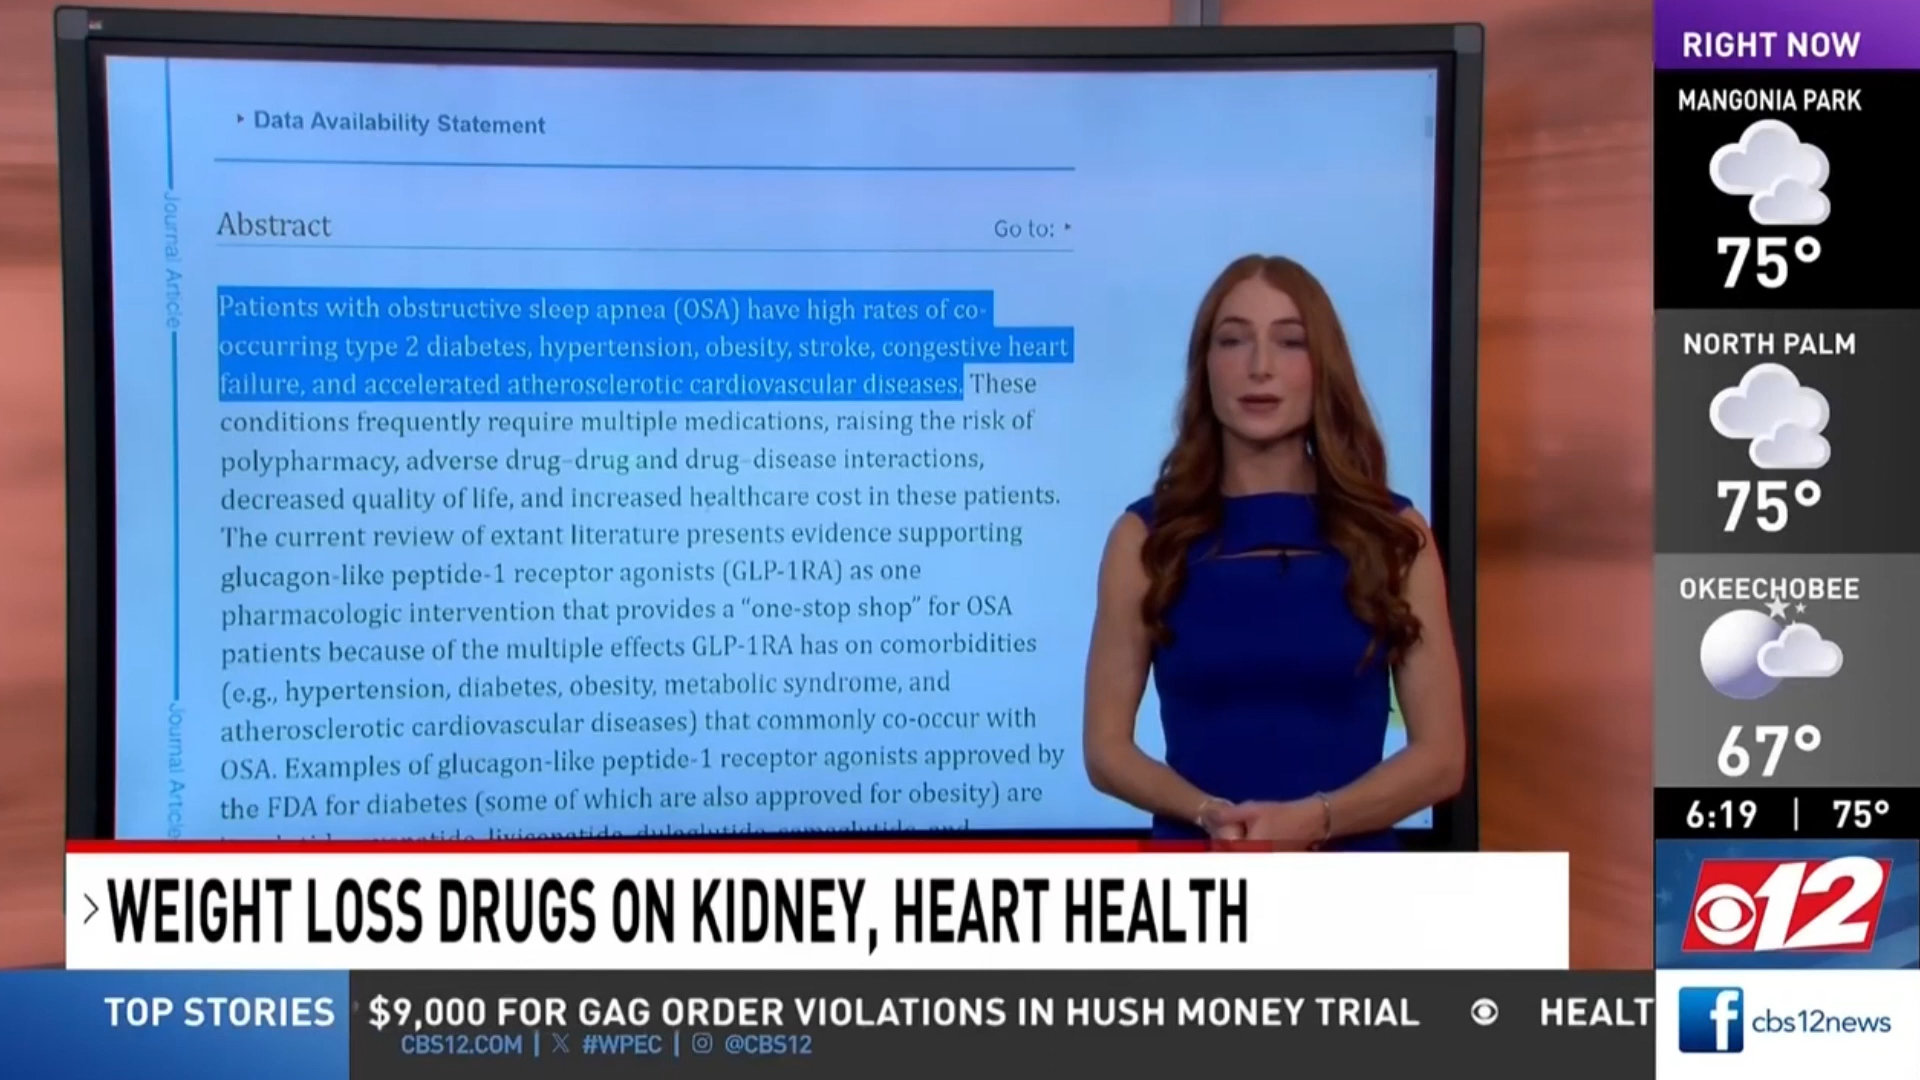 Data Availability Statement
Abstract
Go to:
Patients with obstructive sleep apnea (OSA) have high rates of co-
occurring type 2 diabetes, hypertension, obesity, stroke, congestive heart
failure, and accelerated atherosclerotic cardiovascular diseases. These
conditions frequently require multiple medications, raising the risk of
polypharmacy, adverse drug-drug and drug-disease interactions,
decreased quality of life, and increased healthcare cost in these patients.
The current review of extant literature presents evidence supporting
glucagon-like peptide-1 receptor agonists (GLP-1RA) as one
pharmacologic intervention that provides a “one-stop shop” for OSA
patients because of the multiple effects GLP-1RA has on comorbidities
(e.g., hypertension, diabetes, obesity, metabolic syndrome, and
atherosclerotic cardiovascular diseases) that commonly co-occur with
OSA. Examples of glucagon-like peptide-1 receptor agonists approved by
the FDA for diabetes (some of which are also approved for obesity) are
Journal Article
Journal Article
WEIGHT LOSS DRUGS ON KIDNEY, HEART HEALTH
TOP STORIES
$9,000 FOR GAG ORDER VIOLATIONS IN HUSH MONEY TRIAL
HEALT
CBS12.COM | X #WPEC | @CBS12
RIGHT NOW
MANGONIA PARK
75°
NORTH PALM
75°
OKEECHOBEE
67°
6:19 | 75°
12
f cbs12news